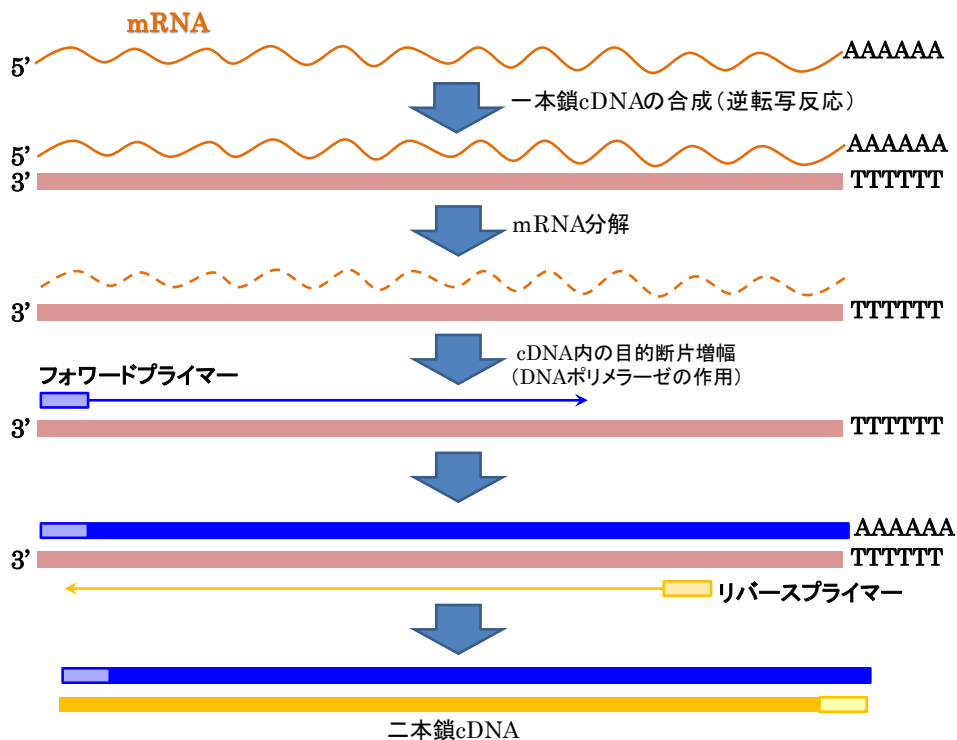 mRNA
5’
AAAAAA
一本鎖cDNAの合成（逆転写反応）
5’
AAAAAA
3’
TTTTTT
mRNA分解
3’
TTTTTT
cDNA内の目的断片増幅
（DNAポリメラーゼの作用）
フォワードプライマー
3’
TTTTTT
AAAAAA
3’
TTTTTT
リバースプライマー
二本鎖cDNA